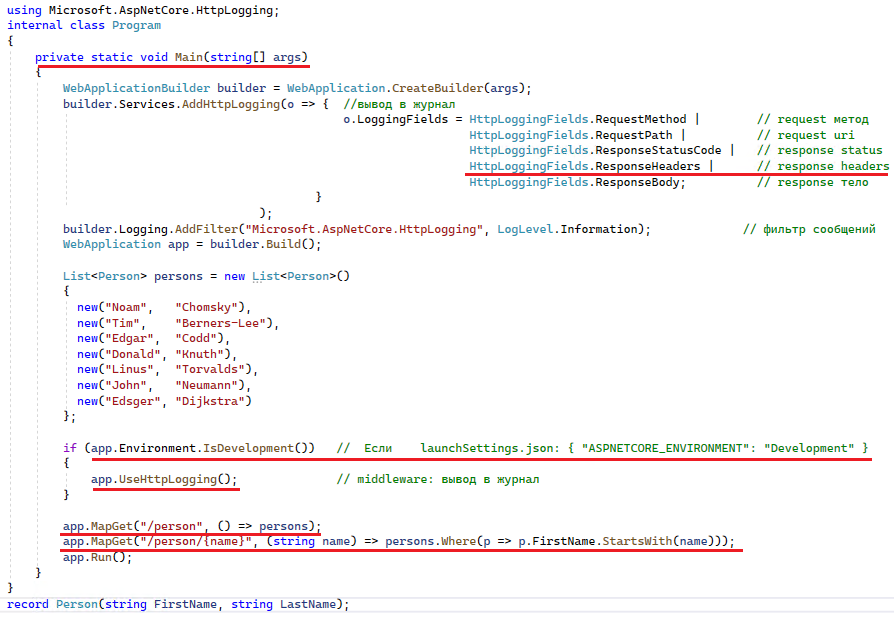 using Microsoft.AspNetCore.HttpLogging;
internal class Program
{
    private static void Main(string[] args)
    {
        WebApplicationBuilder builder = WebApplication.CreateBuilder(args);
        builder.Services.AddHttpLogging(o => {  //вывод в журнал
                                                o.LoggingFields = HttpLoggingFields.RequestMethod |        // request метод
                                                                  HttpLoggingFields.RequestPath |          // request uri
                                                                  HttpLoggingFields.ResponseStatusCode |   // response status
                                                                  HttpLoggingFields.ResponseHeaders |      // response headers
                                                                  HttpLoggingFields.ResponseBody;          // response тело
                                            }
                                    );
        builder.Logging.AddFilter("Microsoft.AspNetCore.HttpLogging", LogLevel.Information);             // фильтр сообщений
        WebApplication app = builder.Build();

        List<Person> persons = new List<Person>()
        {
          new("Noam",   "Chomsky"),
          new("Tim",    "Berners-Lee"),
          new("Edgar",  "Codd"),
          new("Donald", "Knuth"),
          new("Linus",  "Torvalds"),
          new("John",   "Neumann"),
          new("Edsger", "Dijkstra")
        };

        if (app.Environment.IsDevelopment())   //  Если    launchSettings.json: { "ASPNETCORE_ENVIRONMENT": "Development" }
        {
            app.UseHttpLogging();              // middleware: вывод в журнал
        }

        app.MapGet("/person", () => persons);
        app.MapGet("/person/{name}", (string name) => persons.Where(p => p.FirstName.StartsWith(name)));
        app.Run();
    }
}
record Person(string FirstName, string LastName);